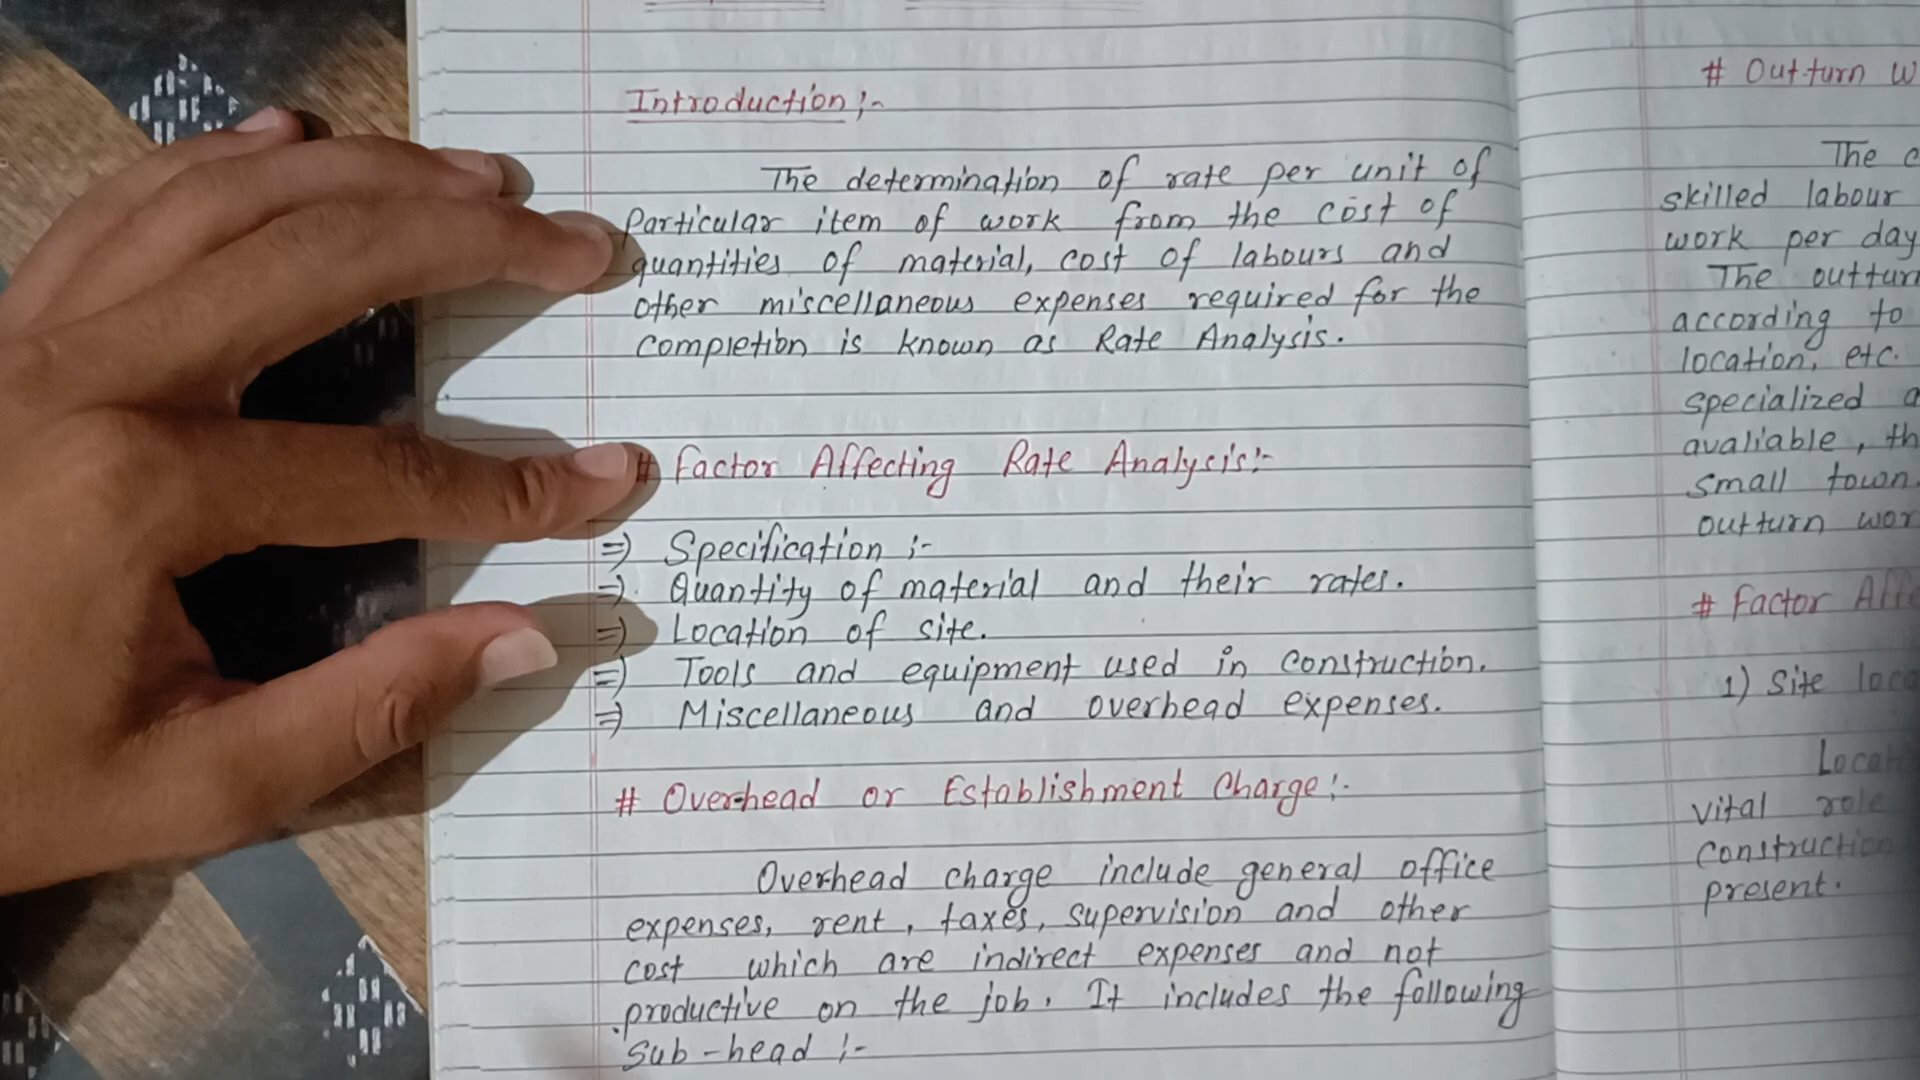 Introduction :-
The determination of rate per unit of
Particular item of work from the cost of
quantities of material, cost of labours and
other miscellaneous expenses required for the
completion is known as Rate Analysis.
# Factor Affecting Rate Analysis:-
=) Specification :-
=) Quantity of material and their rates.
=) Location of site.
=) Tools and equipment used in construction.
=) Miscellaneous and overhead expenses.
# Overhead or Establishment Charge :-
Overhead charge include general office
expenses, rent, taxes, supervision and other
cost which are indirect expenses and not
productive on the job. It includes the following
Sub-head :-
# Out turn
The
skilled labour
work per day
The
according to
location, etc.
specialized
avaliable,
small town.
outturn
# Factor
1) Site
vital role
construction
present.